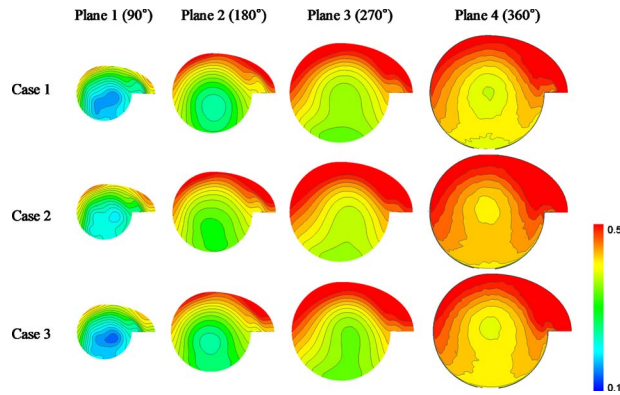 Plane 1 (90°) Plane 2 (180°) Plane 3 (270°) Plane 4 (360°)
Case 1
Case 2
0.5
Case 3
0.1